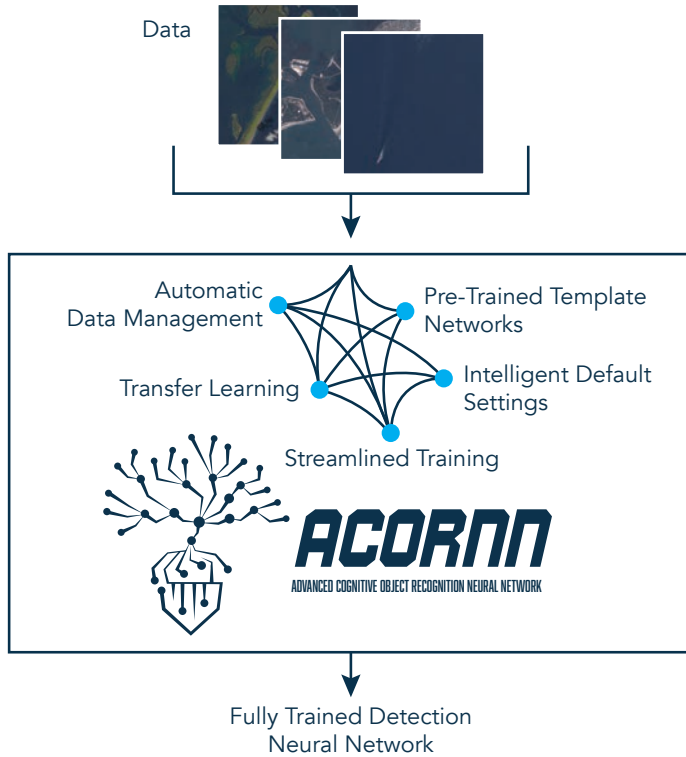 Data
Automatic
Data Management
Pre-Trained Template
Networks
Transfer Learning
Intelligent Default
Settings
Streamlined Training
ACORNN
ADVANCED COGNITIVE OBJECT RECOGNITION NEURAL NETWORK
Fully Trained Detection
Neural Network